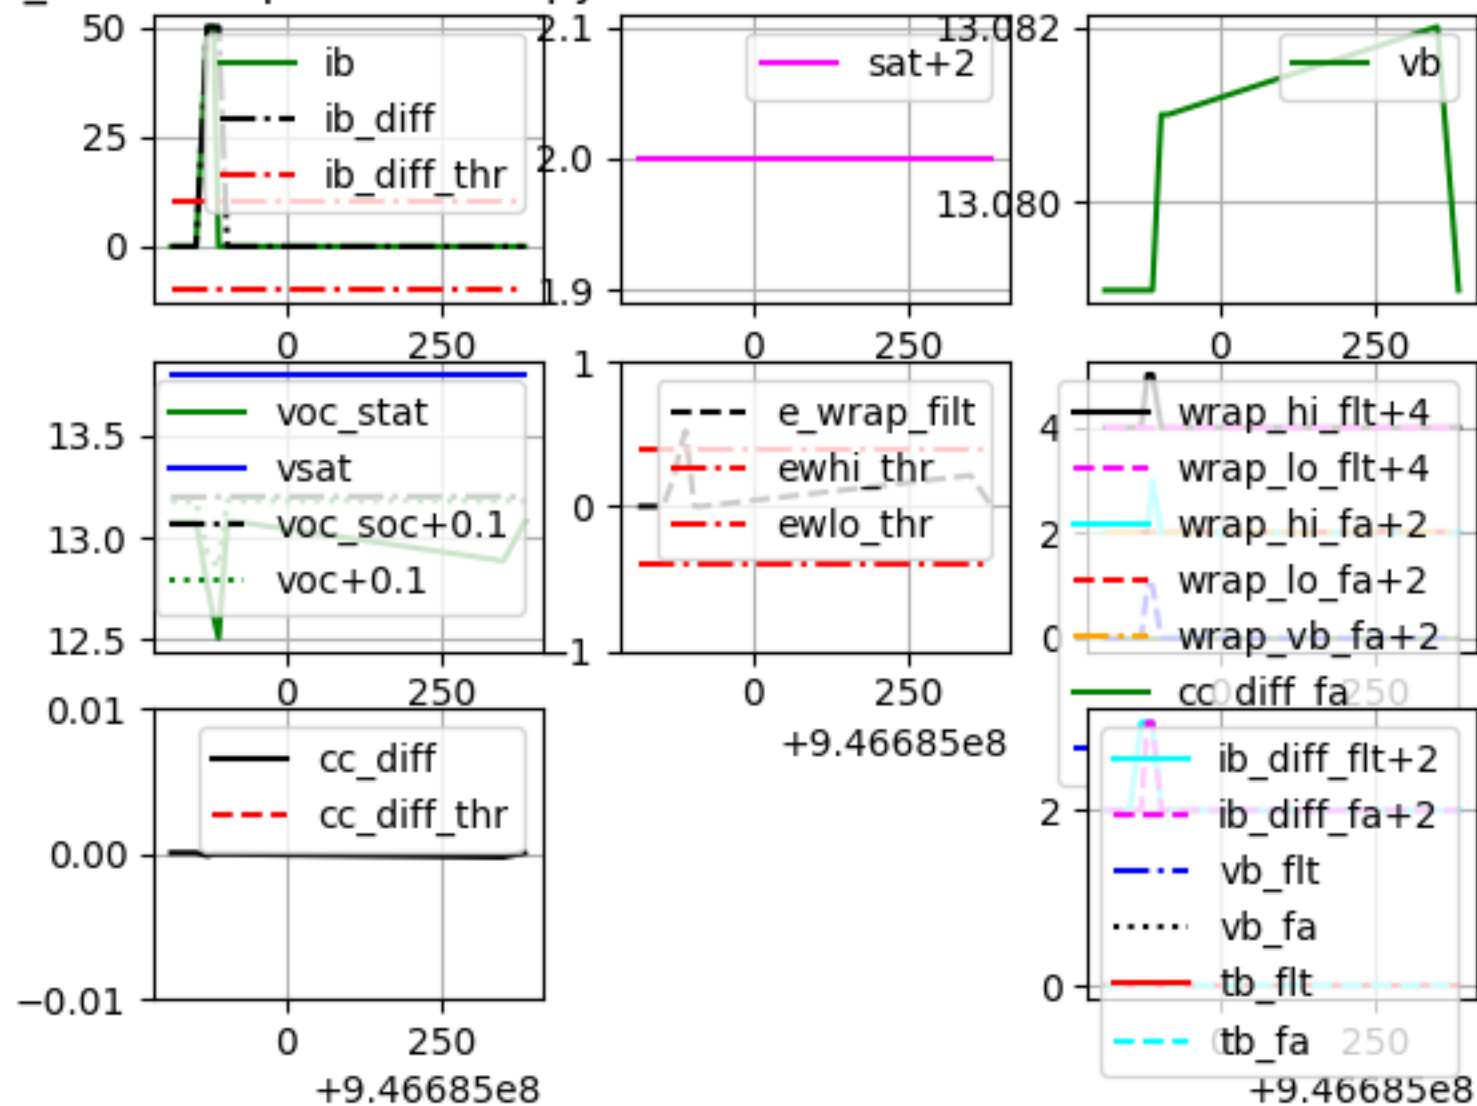 50
25
0
ib
ib_diff
ib_diff_thr
0
250
2.1
2.0
1.9
sat+2
0
250
13.082
13.080
vb
0
250
13.5
13.0
12.5
voc_stat
vsat
voc_soc+0.1
voc+0.1
0
250
1
0
−1
e_wrap_filt
ewhi_thr
ewlo_thr
0
250
+9.46685e8
4
2
0
wrap_hi_flt+4
wrap_lo_flt+4
wrap_hi_fa+2
wrap_lo_fa+2
wrap_vb_fa+2
cc_diff_fa
0
250
0.01
0.00
−0.01
cc_diff
cc_diff_thr
0
250
+9.46685e8
2
0
ib_diff_flt+2
ib_diff_fa+2
vb_flt
vb_fa
tb_flt
tb_fa
0
250
+9.46685e8